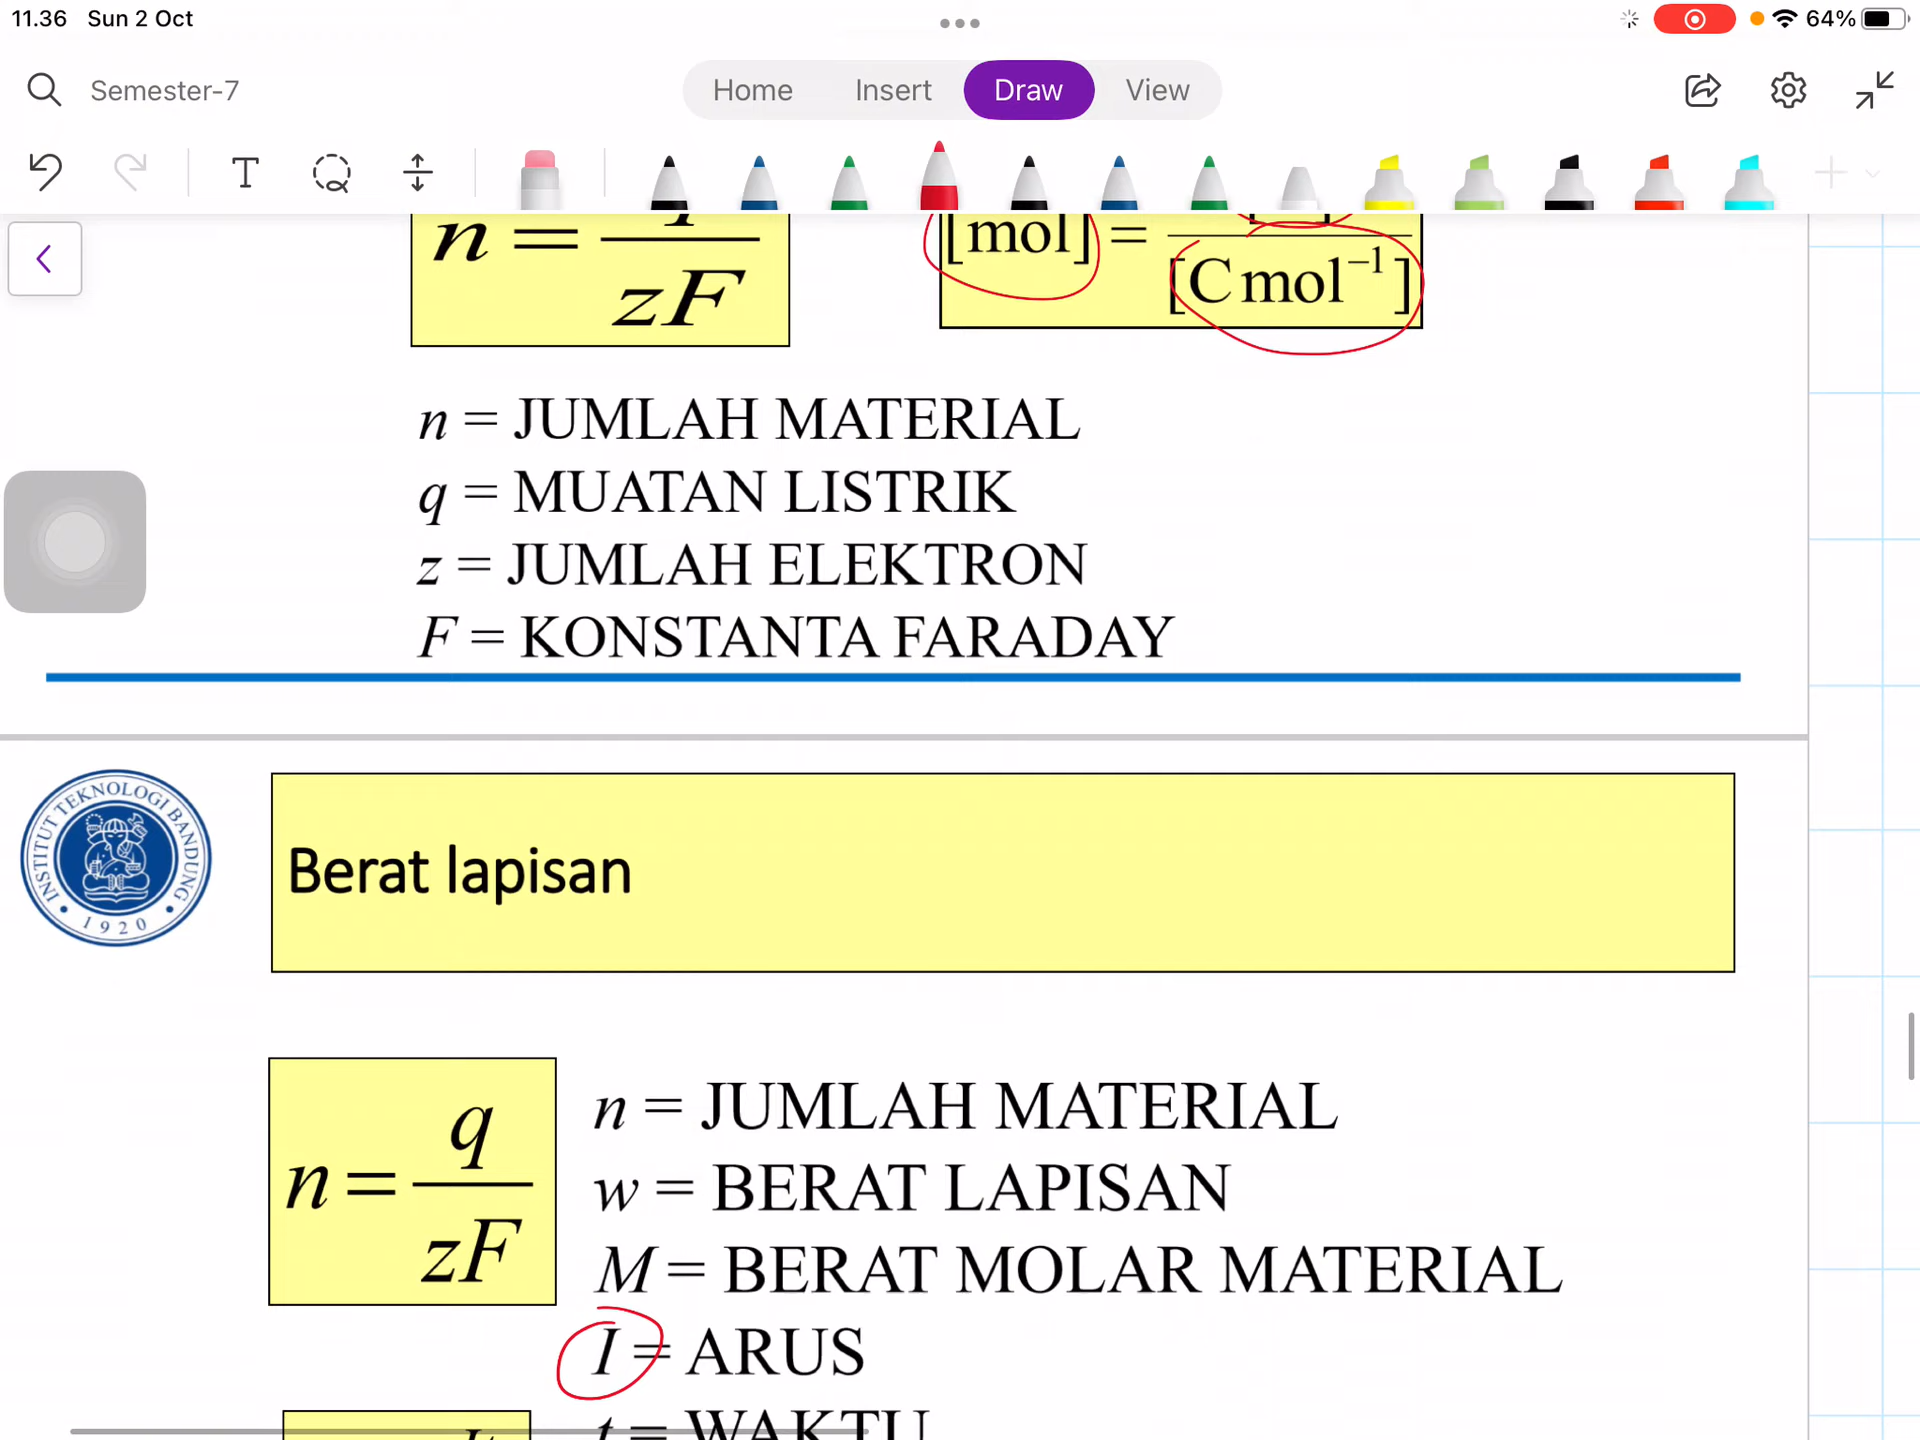 11.36 Sun 2 Oct
64%
Semester-7
Home Insert Draw View
n = / zF
[mol] = / [C mol⁻¹]
n = JUMLAH MATERIAL
q = MUATAN LISTRIK
z = JUMLAH ELEKTRON
F = KONSTANTA FARADAY
INSTITUT TEKNOLOGI BANDUNG
1920
Berat lapisan
n = q / zF
n = JUMLAH MATERIAL
w = BERAT LAPISAN
M = BERAT MOLAR MATERIAL
I = ARUS
t = WAKTU